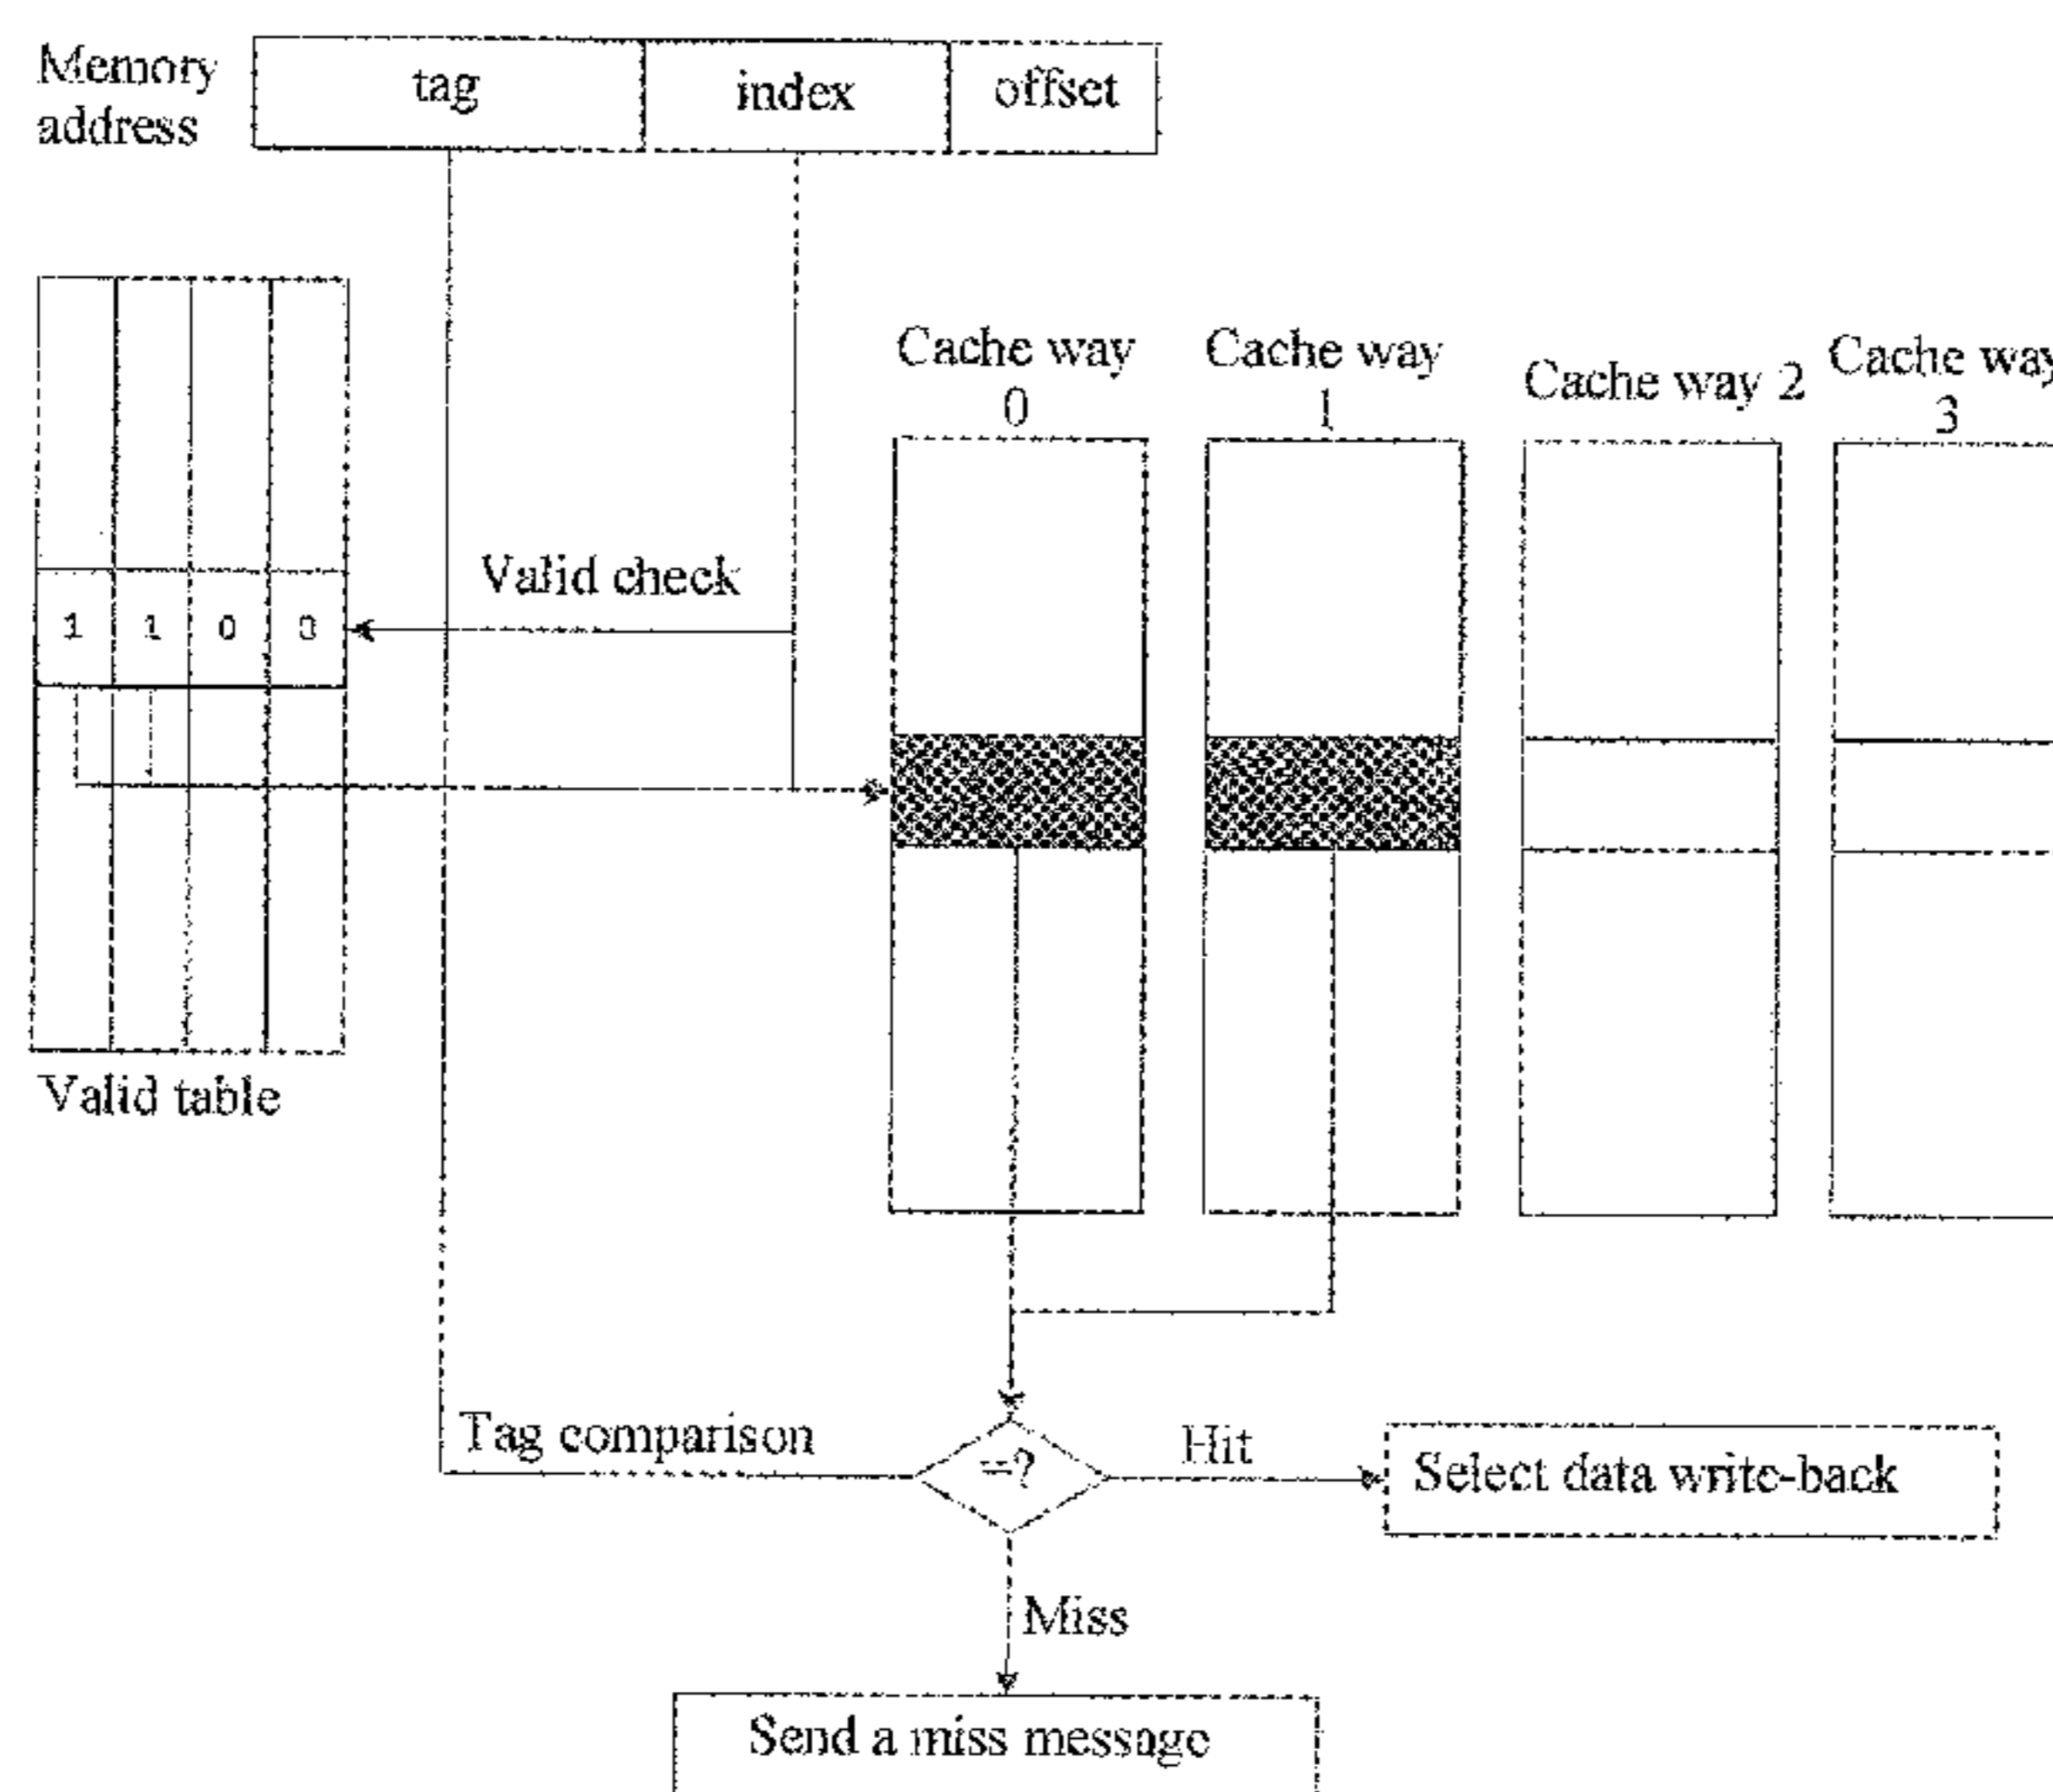 Memory
address
tag
index
offset
Cache way
0
Cache way
1
Cache way 2
Cache way
3
Valid check
1 1 0 0
Valid table
Tag comparison
=?
Hit
Select data write-back
Miss
Send a miss message